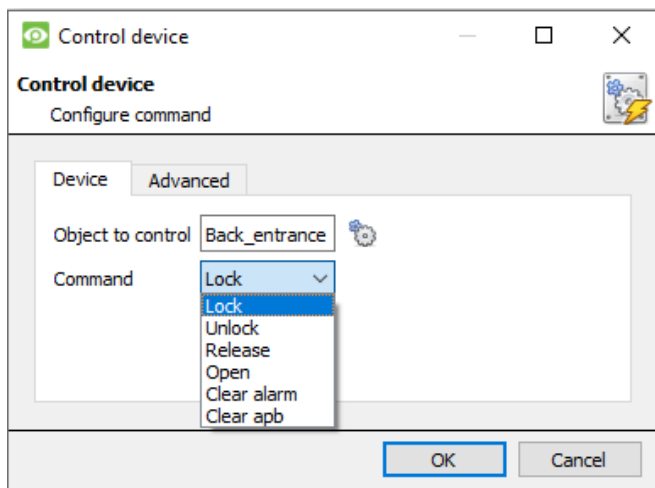 Control device
Control device
Configure command
Device Advanced
Object to control Back_entrance
Command Lock
Lock
Unlock
Release
Open
Clear alarm
Clear apb
OK Cancel